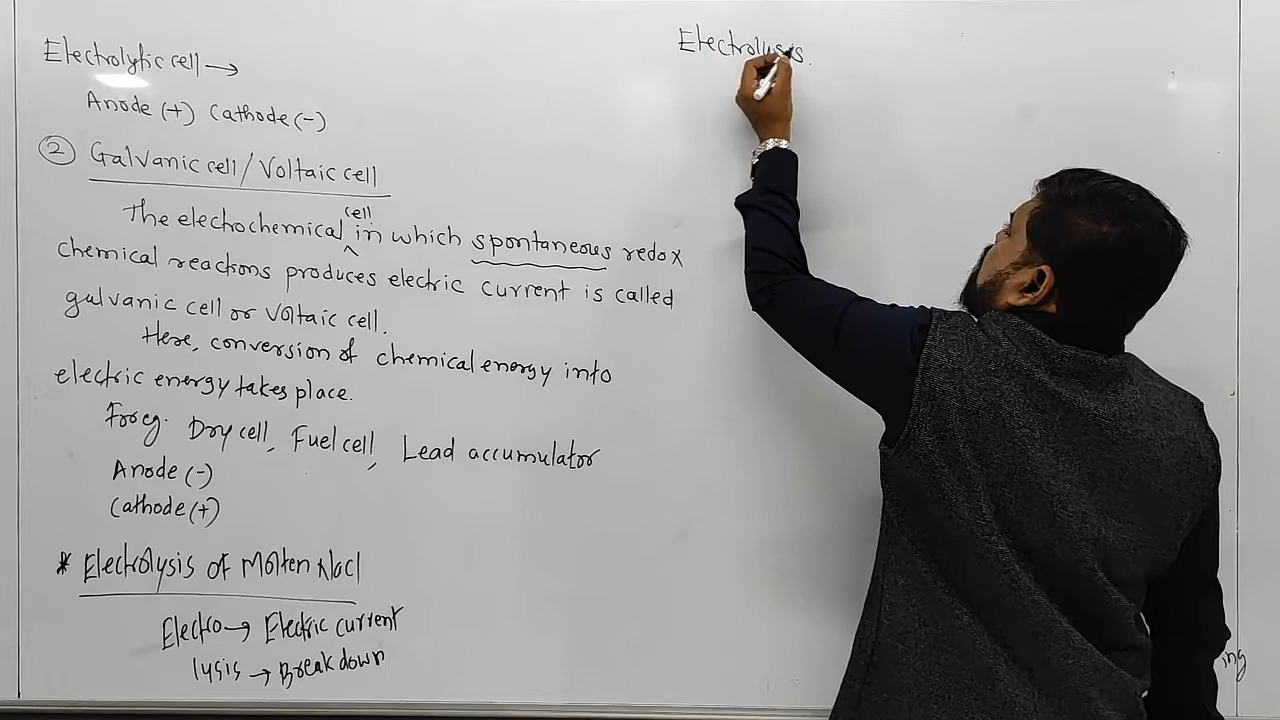 Electrolytic cell →
Anode (+) Cathode (-)
② Galvanic cell / Voltaic cell
The electrochemical cell in which spontaneous redox
chemical reactions produces electric current is called
galvanic cell or voltaic cell.
Here, conversion of chemical energy into
electric energy takes place.
Fro eg. Dry cell, Fuel cell, Lead accumulator
Anode (-)
Cathode (+)
* Electrolysis of Molten Nacl
Electro → Electric current
lysis → Break down
Electrolysis.
ing